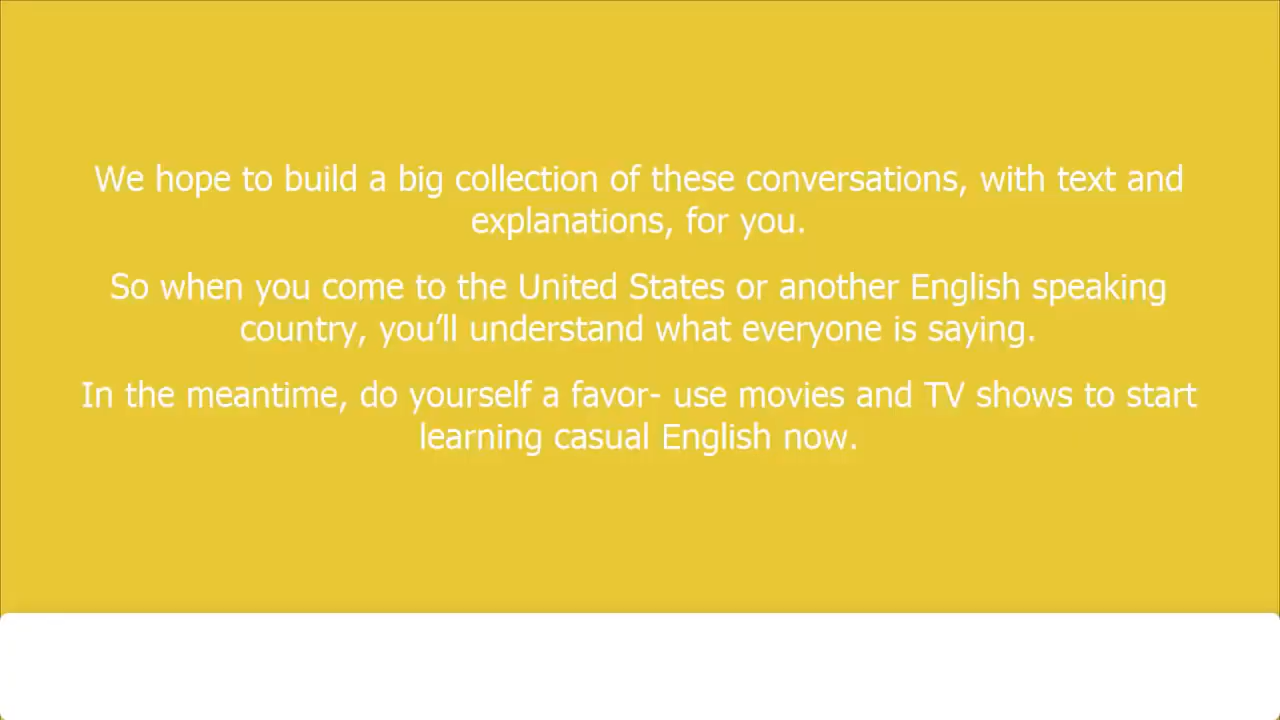 We hope to build a big collection of these conversations, with text and
explanations, for you.
So when you come to the United States or another English speaking
country, you’ll understand what everyone is saying.
In the meantime, do yourself a favor- use movies and TV shows to start
learning casual English now.